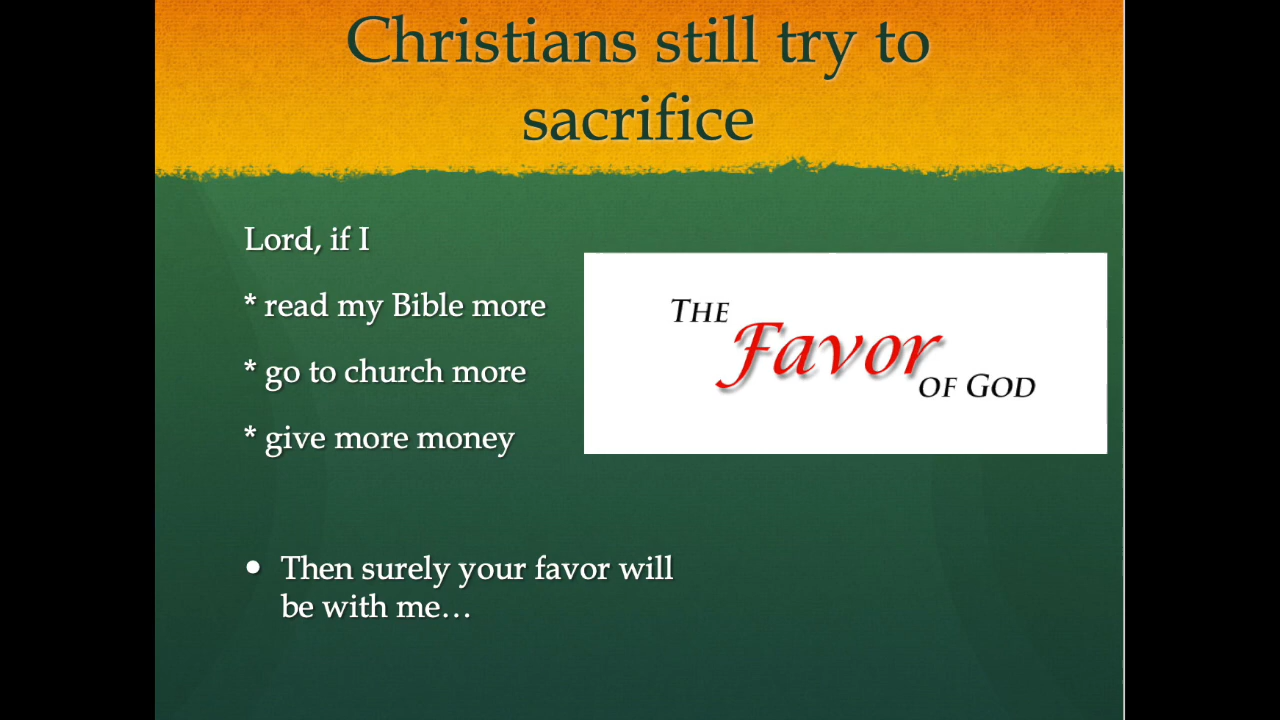 Christians still try to
sacrifice
Lord, if I
* read my Bible more
* go to church more
* give more money
THE
Favor
OF GOD
• Then surely your favor will
be with me...